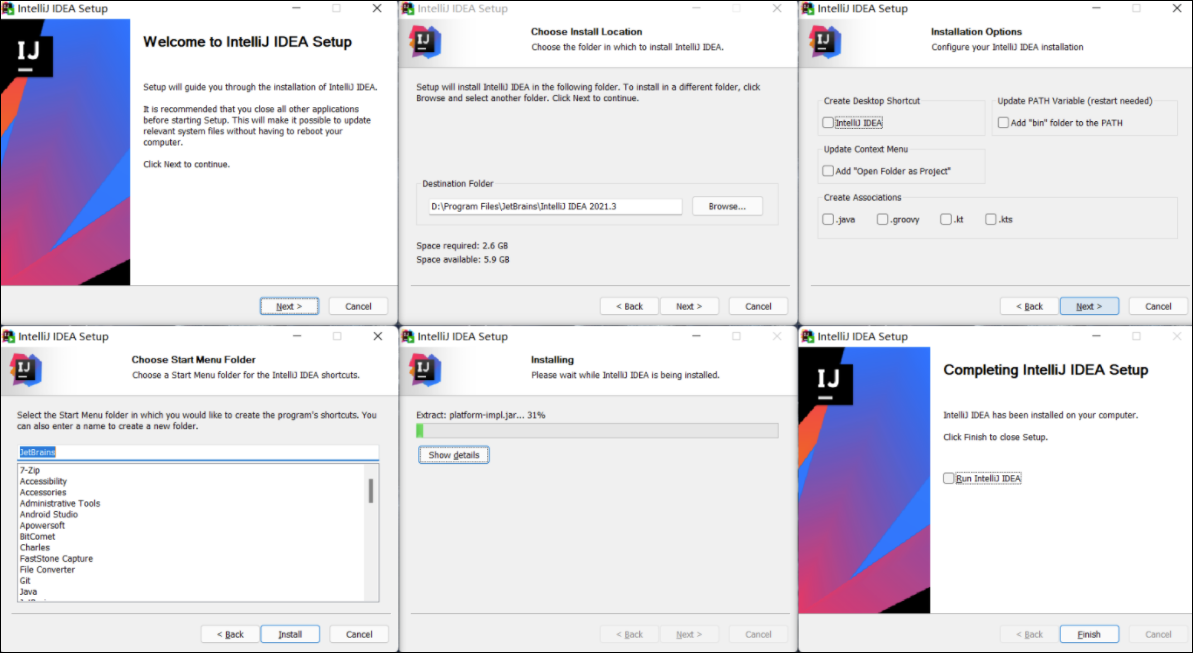 IntelliJ IDEA Setup
IJ
Welcome to IntelliJ IDEA Setup
Setup will guide you through the installation of IntelliJ IDEA.
It is recommended that you close all other applications
before starting Setup. This will make it possible to update
relevant system files without having to reboot your
computer.
Click Next to continue.
Next >
Cancel
IntelliJ IDEA Setup
IJ
Choose Install Location
Choose the folder in which to install IntelliJ IDEA.
Setup will install IntelliJ IDEA in the following folder. To install in a different folder, click
Browse and select another folder. Click Next to continue.
Destination Folder
D:\Program Files\JetBrains\IntelliJ IDEA 2021.3
Browse...
Space required: 2.6 GB
Space available: 5.9 GB
< Back
Next >
Cancel
IntelliJ IDEA Setup
IJ
Installation Options
Configure your IntelliJ IDEA installation
Create Desktop Shortcut
IntelliJ IDEA
Update PATH Variable (restart needed)
Add "bin" folder to the PATH
Update Context Menu
Add "Open Folder as Project"
Create Associations
.java
.groovy
.kt
.kts
< Back
Next >
Cancel
IntelliJ IDEA Setup
IJ
Choose Start Menu Folder
Choose a Start Menu folder for the IntelliJ IDEA shortcuts.
Select the Start Menu folder in which you would like to create the program's shortcuts. You
can also enter a name to create a new folder.
JetBrains
7-Zip
Accessibility
Accessories
Administrative Tools
Android Studio
Apowersoft
BitComet
Charles
FastStone Capture
File Converter
Git
Java
< Back
Install
Cancel
IntelliJ IDEA Setup
IJ
Installing
Please wait while IntelliJ IDEA is being installed.
Extract: platform-impl.jar... 31%
Show details
< Back
Next >
Cancel
IntelliJ IDEA Setup
IJ
Completing IntelliJ IDEA Setup
IntelliJ IDEA has been installed on your computer.
Click Finish to close Setup.
Run IntelliJ IDEA
< Back
Finish
Cancel